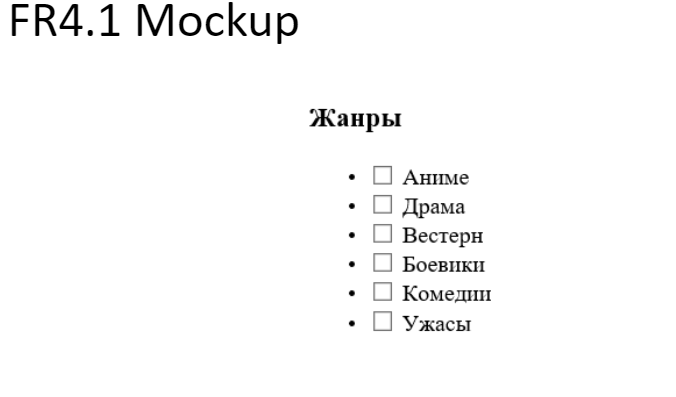 FR4.1 Mockup
Жанры
• Аниме
• Драма
• Вестерн
• Боевики
• Комедии
• Ужасы